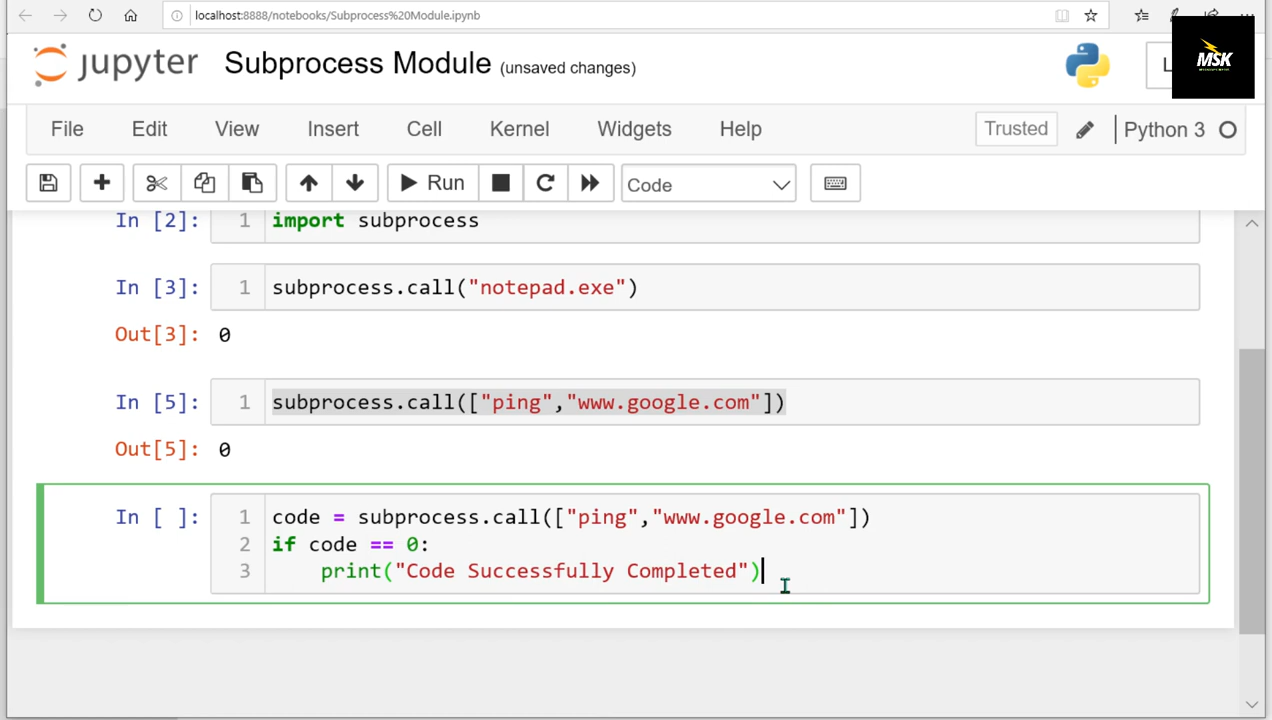 localhost:8888/notebooks/Subprocess%20Module.ipynb
jupyter Subprocess Module (unsaved changes)
MSK
File Edit View Insert Cell Kernel Widgets Help Trusted Python 3
Run Code
In [2]: 1 import subprocess
In [3]: 1 subprocess.call("notepad.exe")
Out[3]: 0
In [5]: 1 subprocess.call(["ping","www.google.com"])
Out[5]: 0
In [ ]: 1 code = subprocess.call(["ping","www.google.com"])
2 if code == 0:
3 print("Code Successfully Completed")